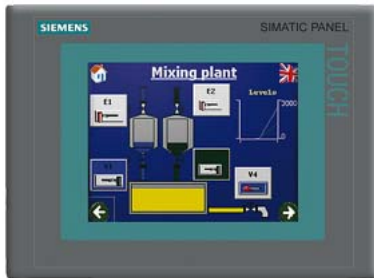 SIEMENS
SIMATIC PANEL
TOUCH
Mixing plant
E1
E2
Levels
2000
0
V1
V4